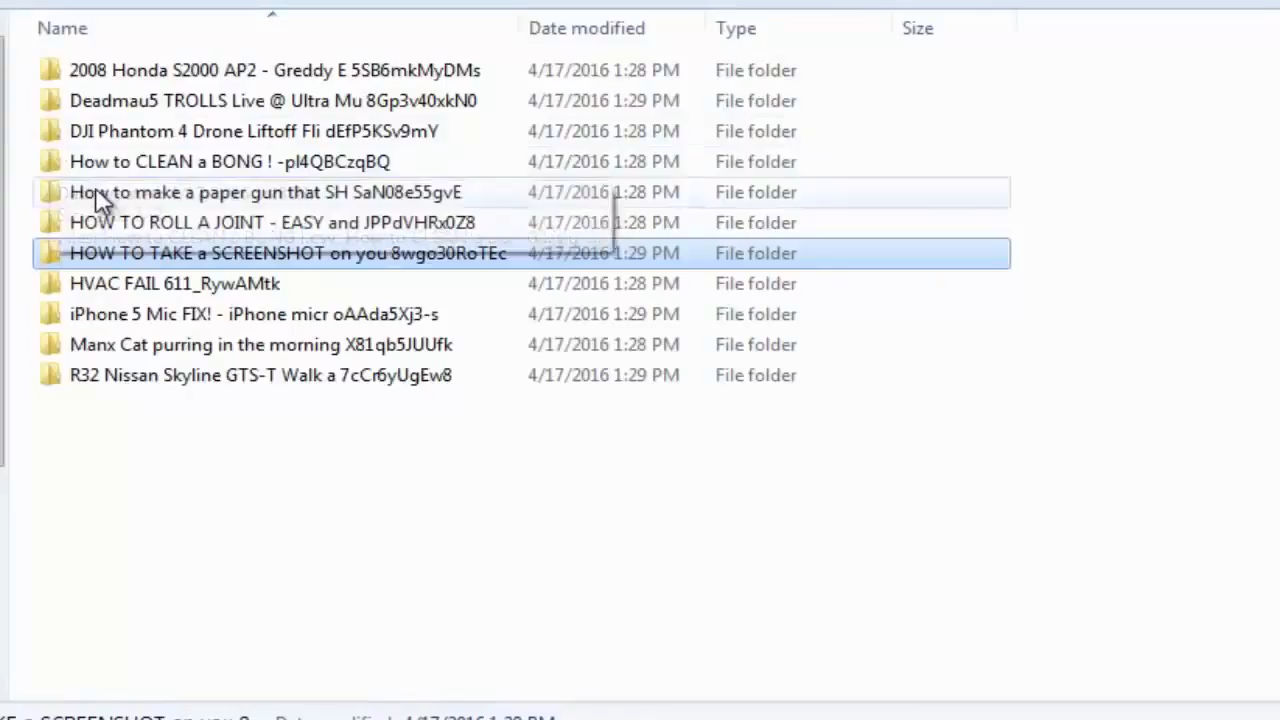 Name Date modified Type Size
2008 Honda S2000 AP2 - Greddy E 5SB6mkMyDMs 4/17/2016 1:28 PM File folder
Deadmau5 TROLLS Live @ Ultra Mu 8Gp3v40xkN0 4/17/2016 1:29 PM File folder
DJI Phantom 4 Drone Liftoff Fli dEfP5KSv9mY 4/17/2016 1:28 PM File folder
How to CLEAN a BONG ! -pl4QBCzqBQ 4/17/2016 1:28 PM File folder
How to make a paper gun that SH SaN08e55gvE 4/17/2016 1:28 PM File folder
HOW TO ROLL A JOINT - EASY and JPPdVHRx0Z8 4/17/2016 1:28 PM File folder
HOW TO TAKE a SCREENSHOT on you 8wgo30RoTEc 4/17/2016 1:29 PM File folder
HVAC FAIL 611_RywAMtk 4/17/2016 1:28 PM File folder
iPhone 5 Mic FIX! - iPhone micr oAAda5Xj3-s 4/17/2016 1:29 PM File folder
Manx Cat purring in the morning X81qb5JUUfk 4/17/2016 1:28 PM File folder
R32 Nissan Skyline GTS-T Walk a 7cCr6yUgEw8 4/17/2016 1:29 PM File folder